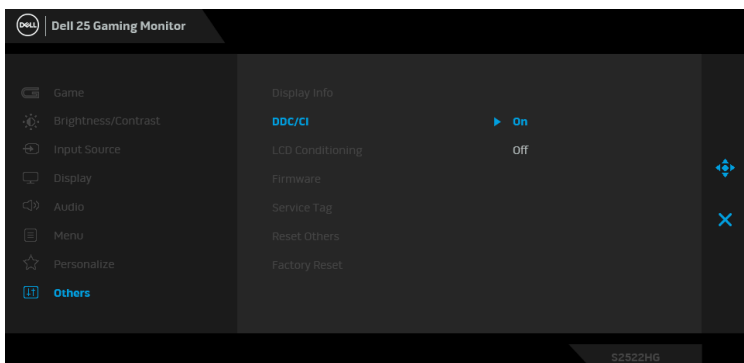 DELL
Dell 25 Gaming Monitor
Game
Brightness/Contrast
Input Source
Display
Audio
Menu
Personalize
Others
Display Info
DDC/CI
On
LCD Conditioning
Off
Firmware
Service Tag
Reset Others
Factory Reset
S2522HG